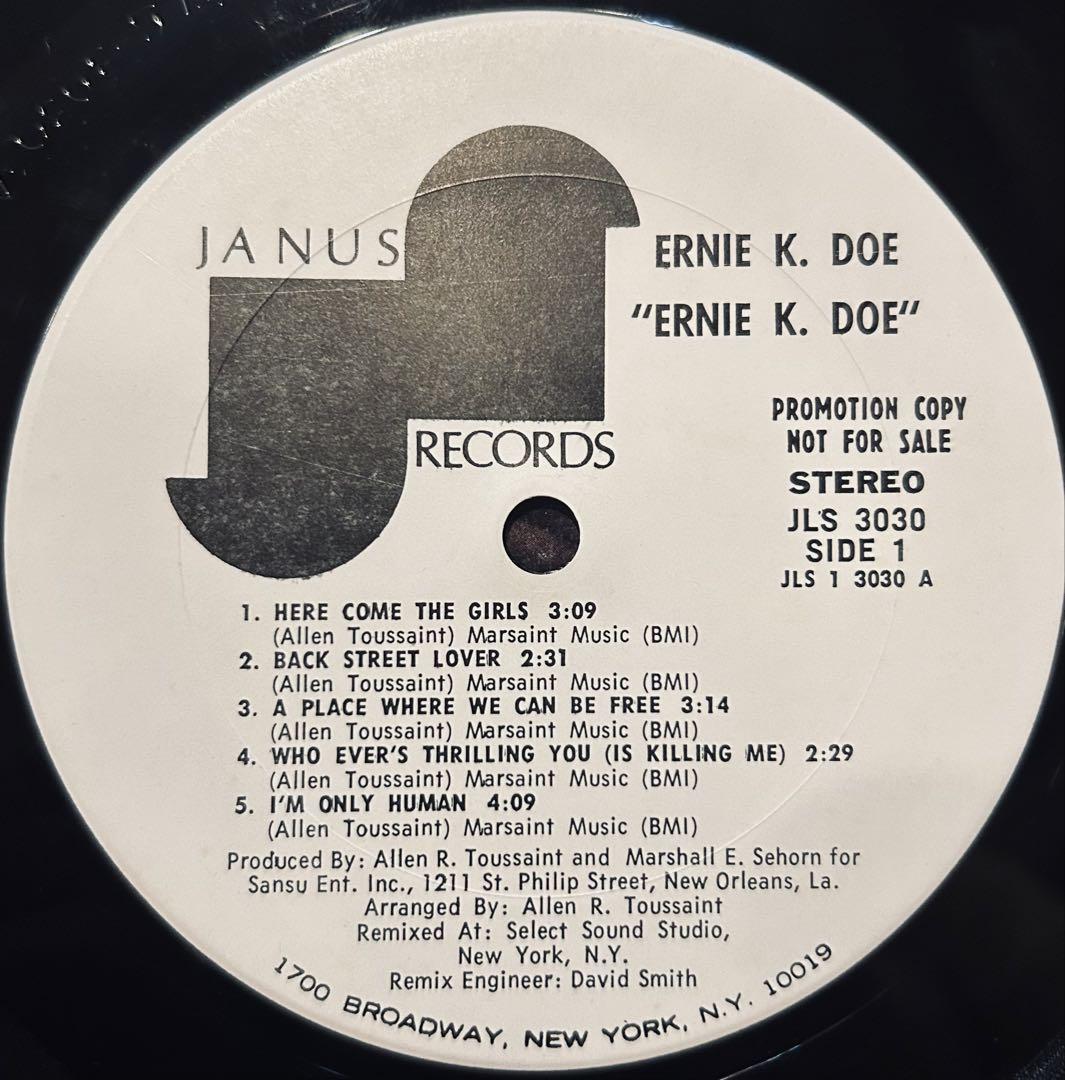 JANUS
RECORDS
ERNIE K. DOE
"ERNIE K. DOE"
PROMOTION COPY
NOT FOR SALE
STEREO
JLS 3030
SIDE 1
JLS 1 3030 A
1. HERE COME THE GIRLS 3:09
(Allen Toussaint) Marsaint Music (BMI)
2. BACK STREET LOVER 2:31
(Allen Toussaint) Marsaint Music (BMI)
3. A PLACE WHERE WE CAN BE FREE 3:14
(Allen Toussaint) Marsaint Music (BMI)
4. WHO EVER'S THRILLING YOU (IS KILLING ME) 2:29
(Allen Toussaint) Marsaint Music (BMI)
5. I'M ONLY HUMAN 4:09
(Allen Toussaint) Marsaint Music (BMI)
Produced By: Allen R. Toussaint and Marshall E. Sehorn for
Sansu Ent. Inc., 1211 St. Philip Street, New Orleans, La.
Arranged By: Allen R. Toussaint
Remixed At: Select Sound Studio,
New York, N.Y.
Remix Engineer: David Smith
1700 BROADWAY, NEW YORK, N.Y. 10019